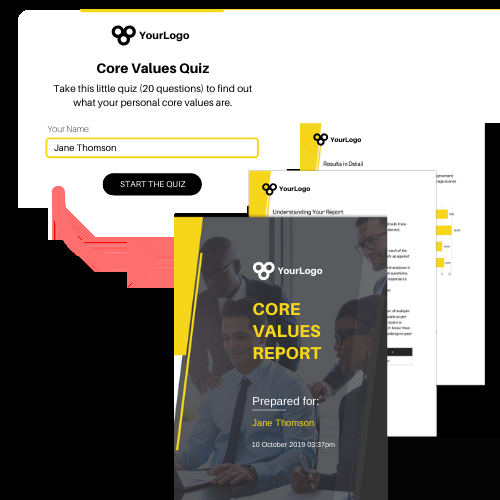 YourLogo
Core Values Quiz
Take this little quiz (20 questions) to find out
what your personal core values are.
Your Name:
Jane Thomson
START THE QUIZ
YourLogo
Results in Detail
YourLogo
Understanding Your Report
YourLogo
CORE
VALUES
REPORT
Prepared for:
Jane Thomson
10 October 2019 03:37pm